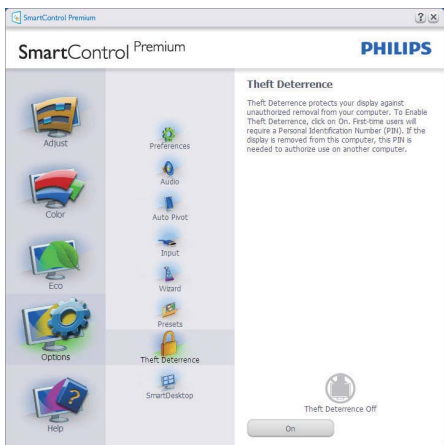 SmartControl Premium
SmartControl Premium
PHILIPS
Adjust
Color
Eco
Options
Help
Preferences
Audio
Auto Pivot
Input
Wizard
Presets
Theft Deterrence
SmartDesktop
Theft Deterrence
Theft Deterrence protects your display against
unauthorized removal from your computer. To Enable
Theft Deterrence, click on On. First-time users will
require a Personal Identification Number (PIN). If the
display is removed from this computer, this PIN is
needed to authorize use on another computer.
Theft Deterrence Off
On